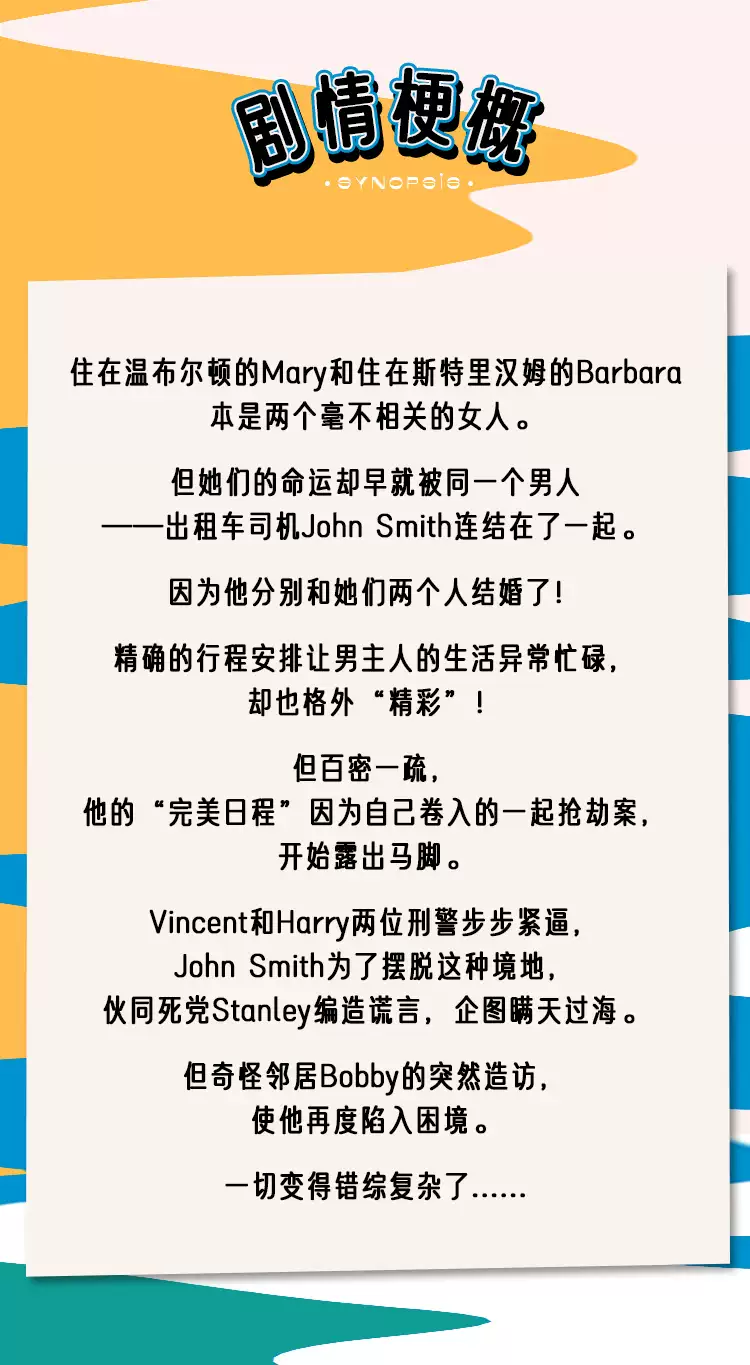 剧情梗概
·SYNOPSIS·
住在温布尔顿的Mary和住在斯特里汉姆的Barbara
本是两个毫不相关的女人。
但她们的命运却早就被同一个男人
——出租车司机John Smith连结在了一起。
因为他分别和她们两个人结婚了！
精确的行程安排让男主人的生活异常忙碌，
却也格外“精彩”！
但百密一疏，
他的“完美日程”因为自己卷入的一起抢劫案，
开始露出马脚。
Vincent和Harry两位刑警步步紧逼，
John Smith为了摆脱这种境地，
伙同死党Stanley编造谎言，企图瞒天过海。
但奇怪邻居Bobby的突然造访，
使他再度陷入困境。
一切变得错综复杂了……